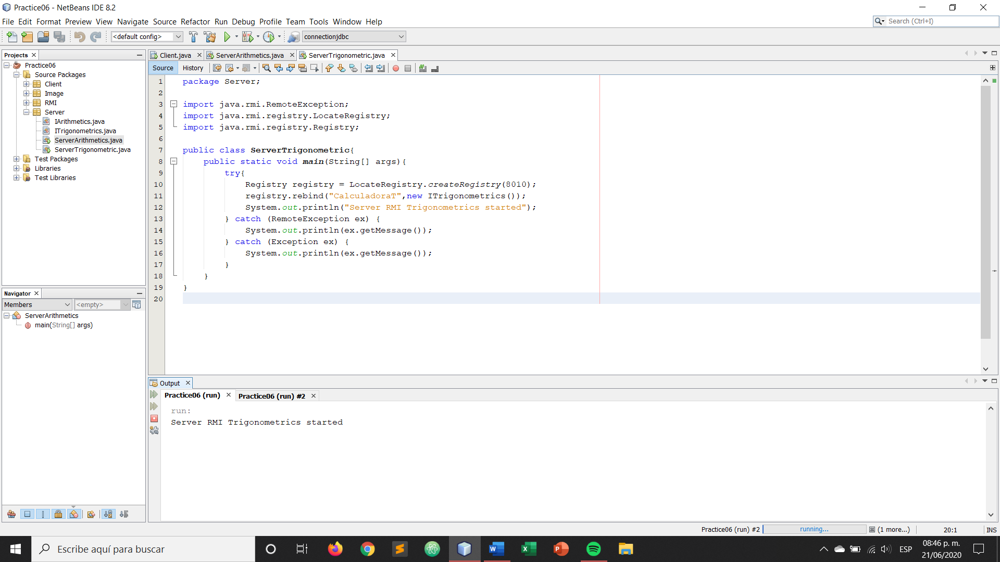 Practice06 - NetBeans IDE 8.2
File Edit Format Preview View Navigate Source Refactor Run Debug Profile Team Tools Window Help
Search (Ctrl+I)
<default config>
connectionjdbc
Projects
Practice06
Source Packages
Client
Image
RMI
Server
IArithmetics.java
ITrigonometrics.java
ServerArithmetics.java
ServerTrigonometric.java
Test Packages
Libraries
Test Libraries
Navigator
Members
<empty>
ServerArithmetics
main(String[] args)
Client.java
ServerArithmetics.java
ServerTrigonometric.java
Source
History
1 package Server;
2
3 import java.rmi.RemoteException;
4 import java.rmi.registry.LocateRegistry;
5 import java.rmi.registry.Registry;
6
7 public class ServerTrigonometric{
8 public static void main(String[] args){
9 try{
10 Registry registry = LocateRegistry.createRegistry(8010);
11 registry.rebind("CalculadoraT",new ITrigonometrics());
12 System.out.println("Server RMI Trigonometrics started");
13 } catch (RemoteException ex) {
14 System.out.println(ex.getMessage());
15 } catch (Exception ex) {
16 System.out.println(ex.getMessage());
17 }
18 }
19 }
20
Output
Practice06 (run)
Practice06 (run) #2
run:
Server RMI Trigonometrics started
Practice06 (run) #2
running...
(1 more...)
20:1
INS
Escribe aquí para buscar
ESP
08:46 p. m.
21/06/2020